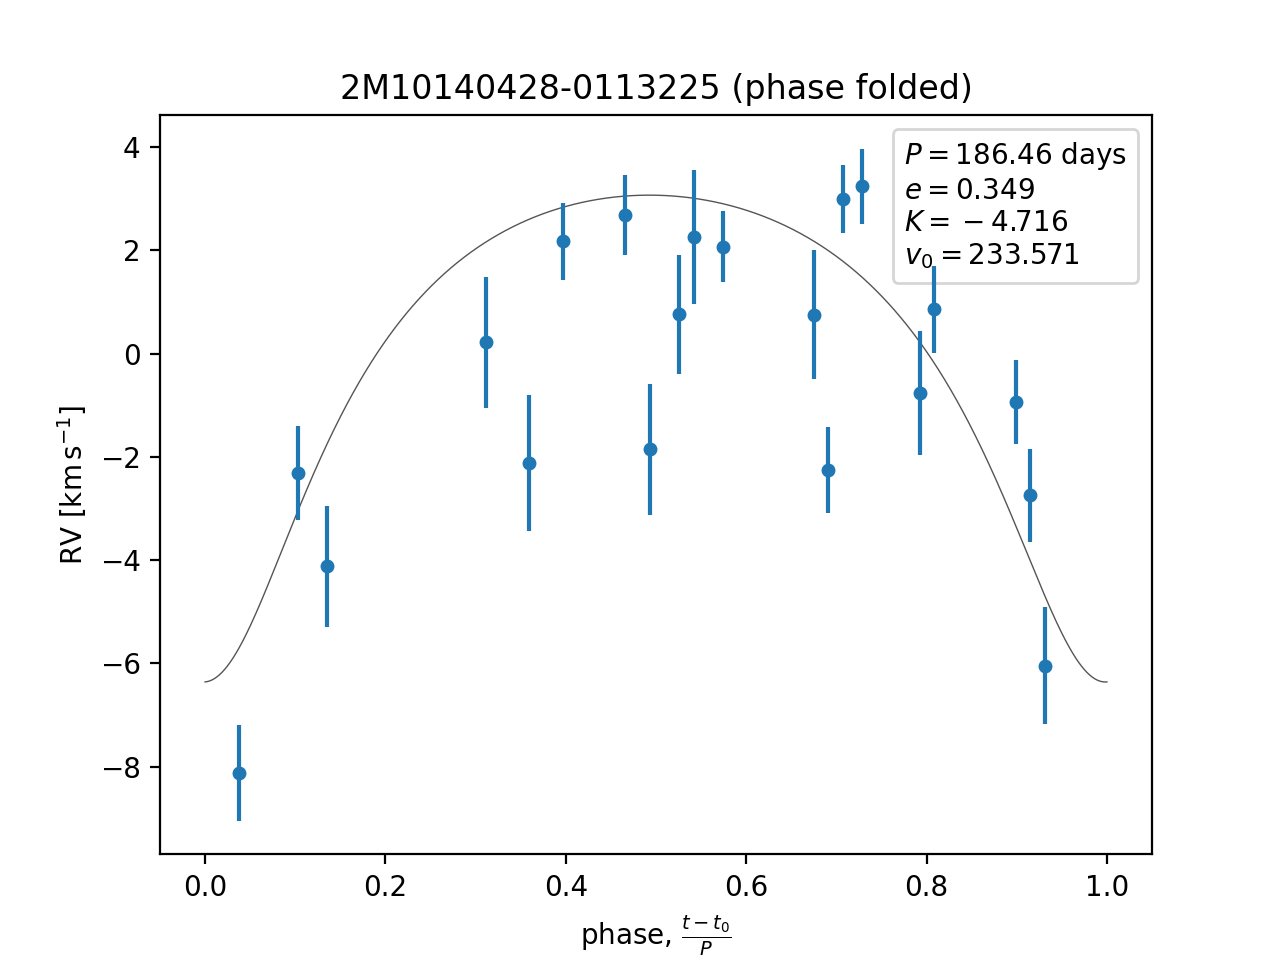 2M10140428-0113225 (phase folded)
P = 186.46 days
e = 0.349
K = −4.716
v₀ = 233.571
4
2
0
−2
−4
−6
−8
RV [km s⁻¹]
0.0 0.2 0.4 0.6 0.8 1.0
phase, (t − t₀)/P